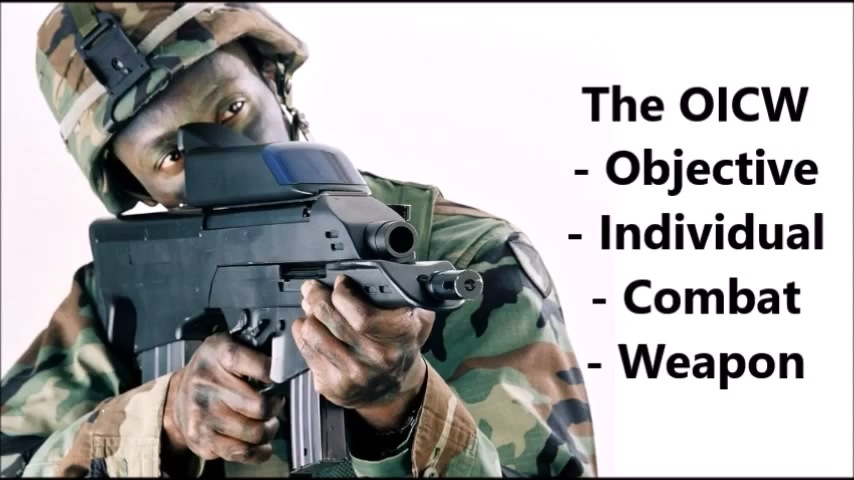 The OICW
- Objective
- Individual
- Combat
- Weapon